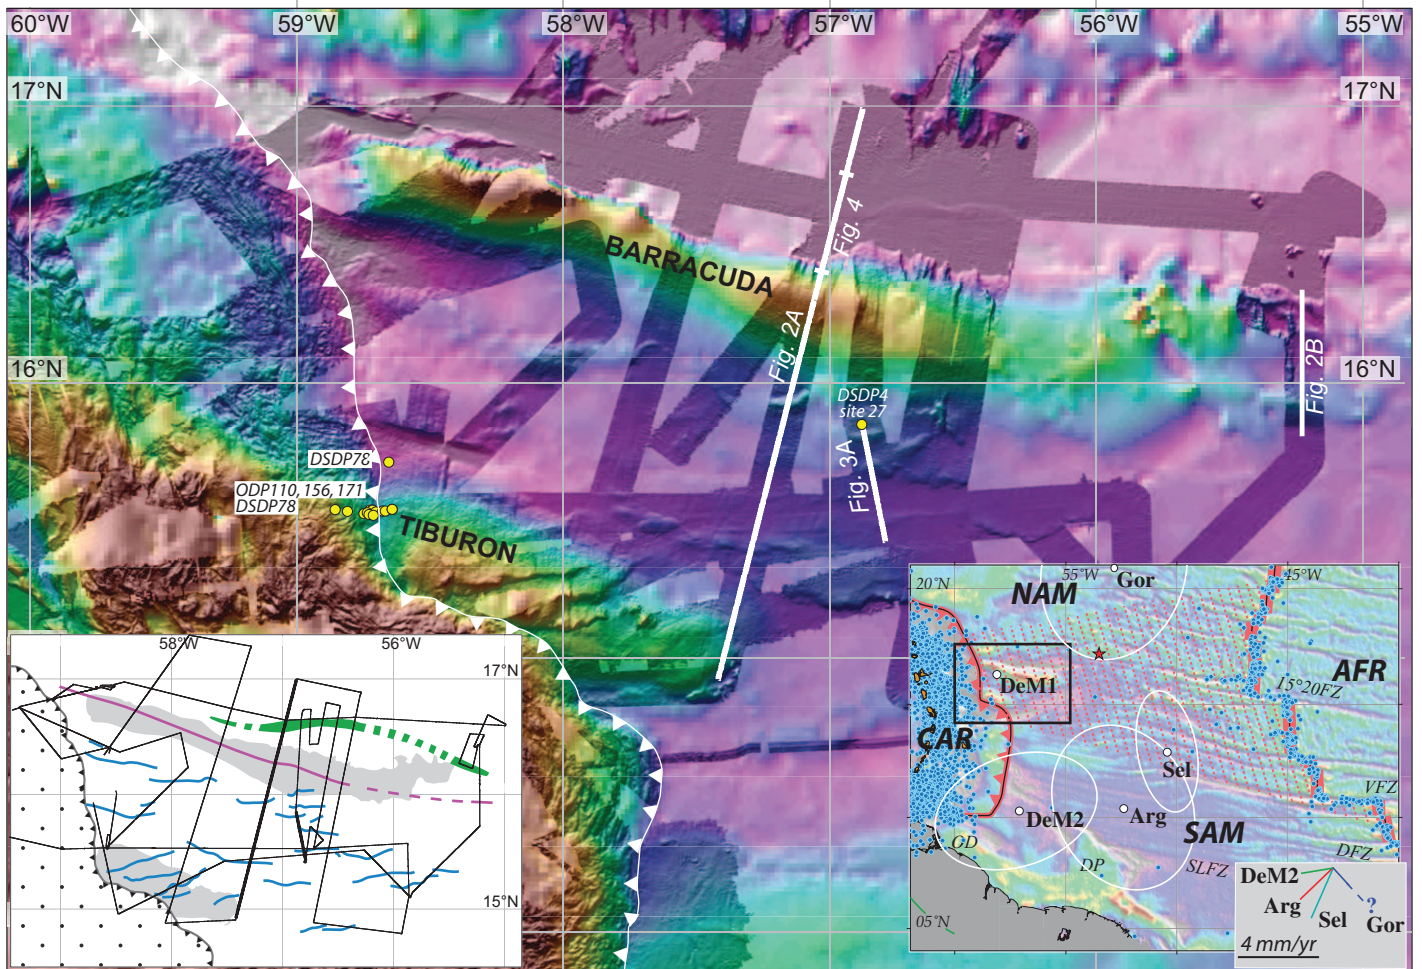 60°W
59°W
58°W
57°W
56°W
55°W
17°N
17°N
Fig. 4
BARRACUDA
Fig. 2A
16°N
16°N
Fig. 2B
DSDP4
site 27
Fig. 3A
DSDP78
ODP110, 156, 171
DSDP78
TIBURON
58°W
56°W
17°N
15°N
20°N
55°W
45°W
NAM
Gor
AFR
DeM1
15°20FZ
CAR
Sel
VFZ
DeM2
Arg
SAM
GD
DP
SLFZ
DFZ
05°N
DeM2
Arg
Sel
?
Gor
4 mm/yr